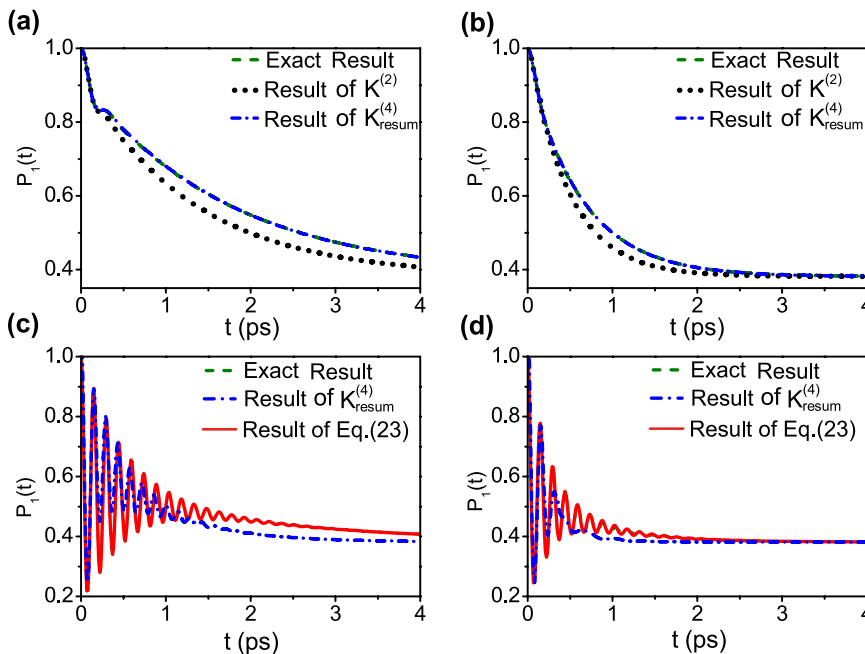 (a)
1.0
0.8
0.6
0.4
P₁(t)
Exact Result
Result of K⁽²⁾
Result of K⁽⁴⁾resum
0 1 2 3 4
t (ps)
(b)
1.0
0.8
0.6
0.4
P₁(t)
Exact Result
Result of K⁽²⁾
Result of K⁽⁴⁾resum
0 1 2 3 4
t (ps)
(c)
1.0
0.8
0.6
0.4
0.2
P₁(t)
Exact Result
Result of K⁽⁴⁾resum
Result of Eq.(23)
0 1 2 3 4
t (ps)
(d)
1.0
0.8
0.6
0.4
0.2
P₁(t)
Exact Result
Result of K⁽⁴⁾resum
Result of Eq.(23)
0 1 2 3 4
t (ps)